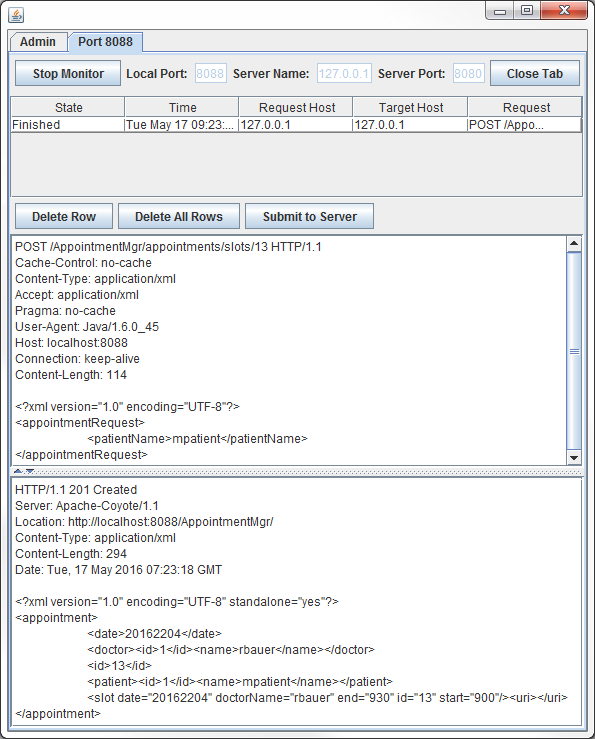 Admin Port 8088
Stop Monitor Local Port: 8088 Server Name: 127.0.0.1 Server Port: 8080 Close Tab
State Time Request Host Target Host Request
Finished Tue May 17 09:23:... 127.0.0.1 127.0.0.1 POST /Appo...
Delete Row Delete All Rows Submit to Server
POST /AppointmentMgr/appointments/slots/13 HTTP/1.1
Cache-Control: no-cache
Content-Type: application/xml
Accept: application/xml
Pragma: no-cache
User-Agent: Java/1.6.0_45
Host: localhost:8088
Connection: keep-alive
Content-Length: 114
<?xml version="1.0" encoding="UTF-8"?>
<appointmentRequest>
<patientName>mpatient</patientName>
</appointmentRequest>
HTTP/1.1 201 Created
Server: Apache-Coyote/1.1
Location: http://localhost:8088/AppointmentMgr/
Content-Type: application/xml
Content-Length: 294
Date: Tue, 17 May 2016 07:23:18 GMT
<?xml version="1.0" encoding="UTF-8" standalone="yes"?>
<appointment>
<date>20162204</date>
<doctor><id>1</id><name>rbauer</name></doctor>
<id>13</id>
<patient><id>1</id><name>mpatient</name></patient>
<slot date="20162204" doctorName="rbauer" end="930" id="13" start="900"/><uri></uri>
</appointment>